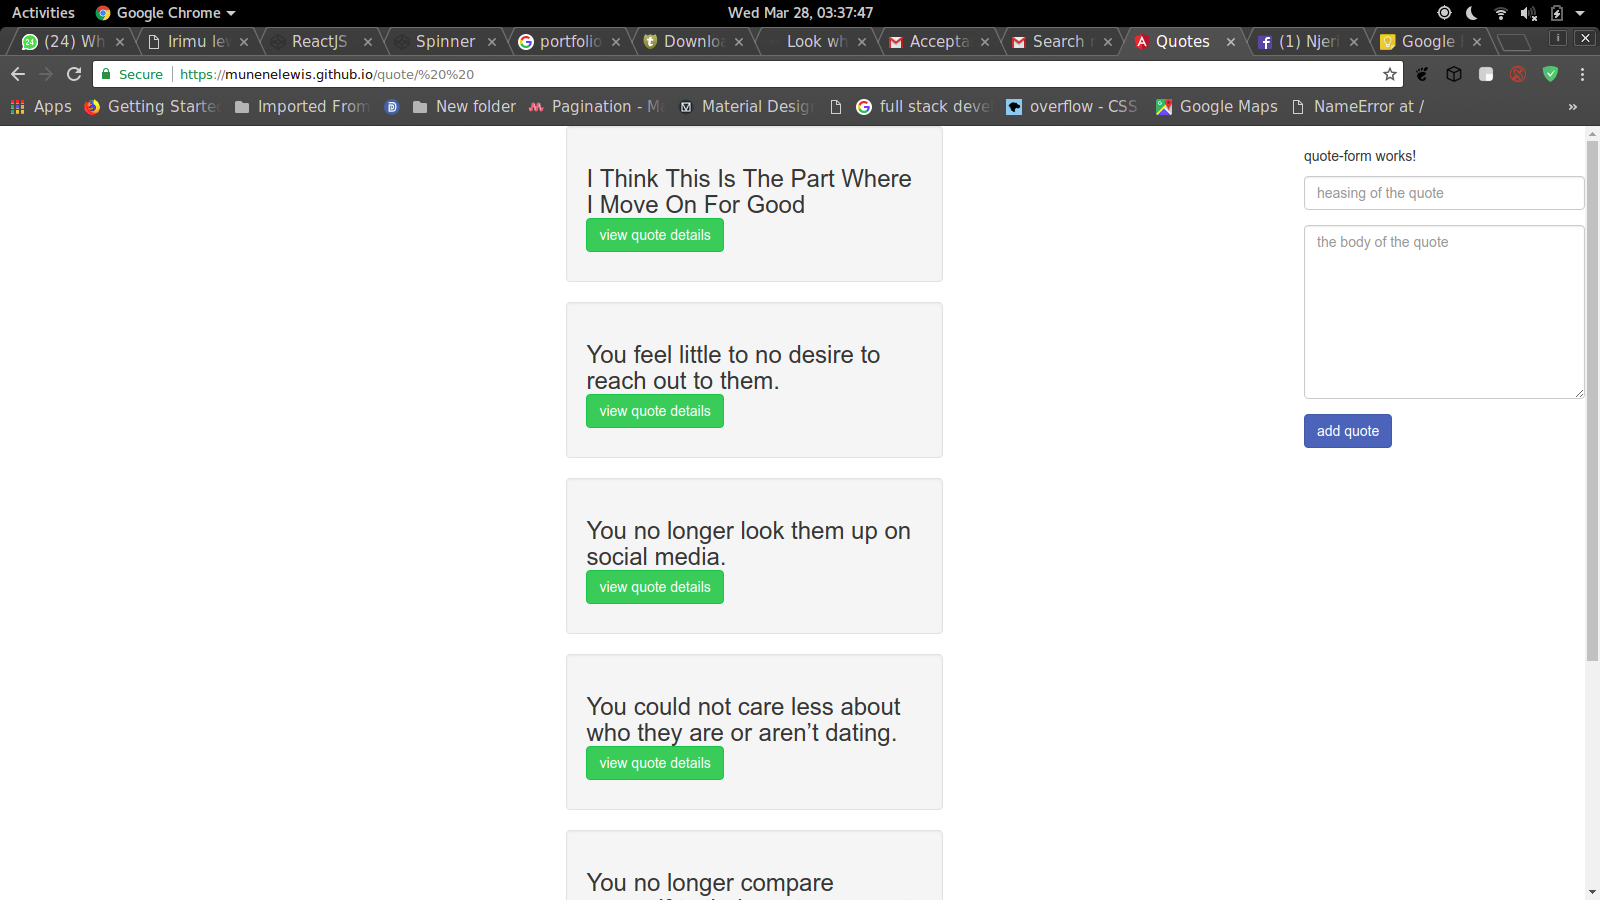 Activities
Google Chrome
Wed Mar 28, 03:37:47
(24) Wh
Irimu lew
ReactJS
Spinner
portfolio
Downloa
Look wh
Accepta
Search
Quotes
(1) Njeri
Google
Secure
https://munenelewis.github.io/quote/%20%20
Apps
Getting Starte
Imported From
New folder
Pagination - Ma
Material Desig
full stack deve
overflow - CSS
Google Maps
NameError at /
»
I Think This Is The Part Where
I Move On For Good
view quote details
You feel little to no desire to
reach out to them.
view quote details
You no longer look them up on
social media.
view quote details
You could not care less about
who they are or aren’t dating.
view quote details
You no longer compare
quote-form works!
heasing of the quote
the body of the quote
add quote